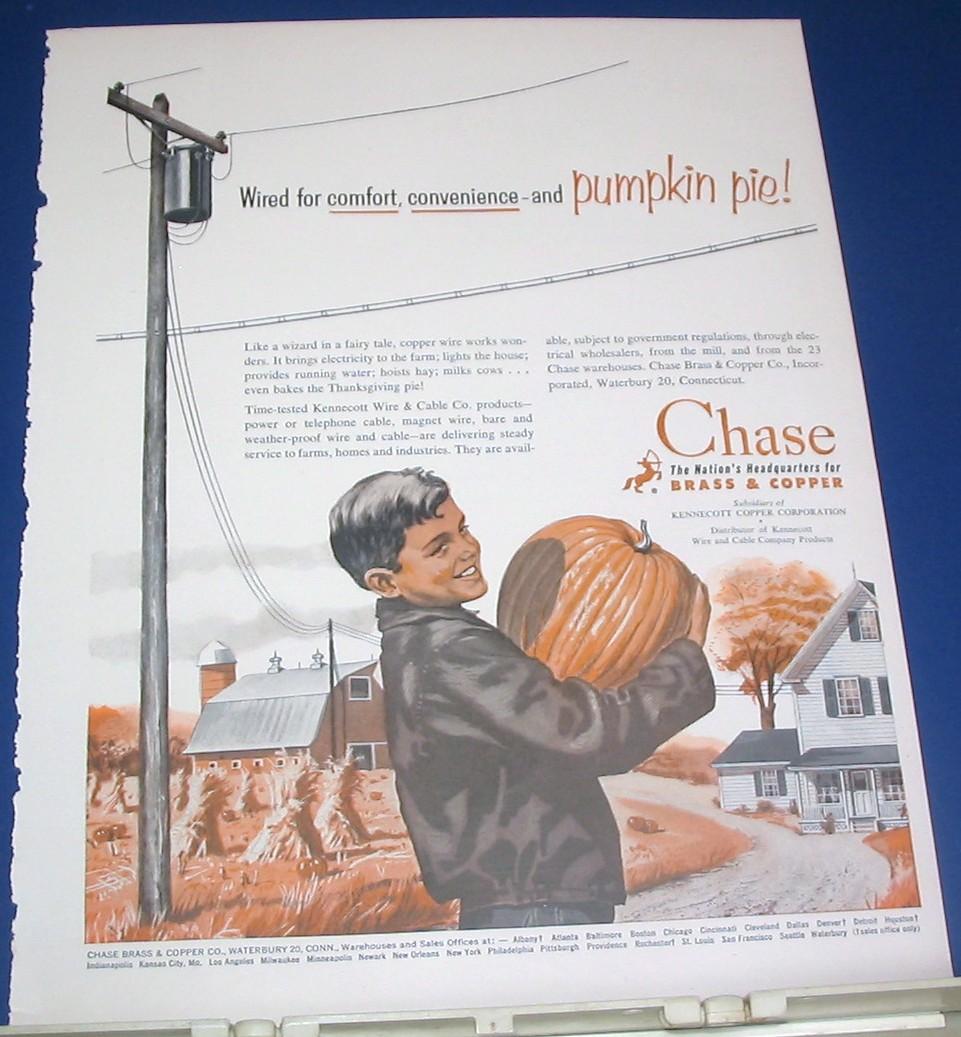 Wired for comfort, convenience-and pumpkin pie!
Like a wizard in a fairy tale, copper wire works won-
ders. It brings electricity to the farm; lights the house;
provides running water; hoists hay; milks cows . . .
even bakes the Thanksgiving pie!
Time-tested Kennecott Wire & Cable Co. products—
power or telephone cable, magnet wire, bare and
weather-proof wire and cable—are delivering steady
service to farms, homes and industries. They are avail-
able, subject to government regulations, through elec-
trical wholesalers, from the mill, and from the 23
Chase warehouses. Chase Brass & Copper Co., Incor-
porated, Waterbury 20, Connecticut.
Chase
The Nation's Headquarters for
BRASS & COPPER
®
Subsidiary of
KENNECOTT COPPER CORPORATION
•
Distributor of Kennecott
Wire and Cable Company Products
CHASE BRASS & COPPER CO., WATERBURY 20, CONN., Warehouses and Sales Offices at: — Albany† Atlanta Baltimore Boston Chicago Cincinnati Cleveland Dallas Denver† Detroit Houston†
Indianapolis Kansas City, Mo. Los Angeles Milwaukee Minneapolis Newark New Orleans New York Philadelphia Pittsburgh Providence Rochester† St. Louis San Francisco Seattle Waterbury (†sales office only)